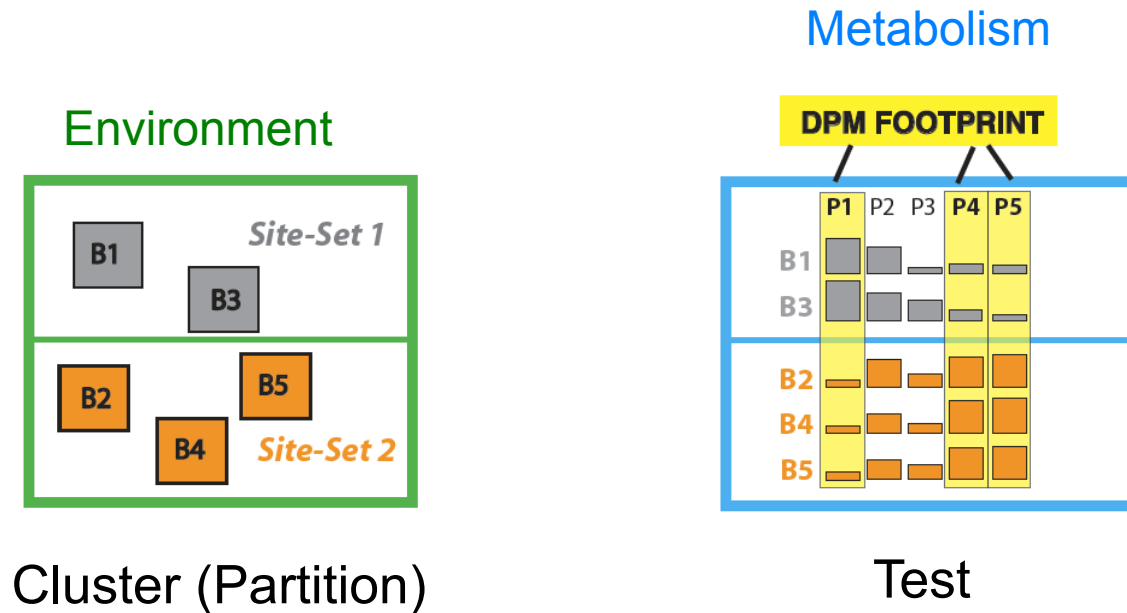 Metabolism
Environment
DPM FOOTPRINT
Site-Set 1
B1
B3
B2
B5
B4
Site-Set 2
P1 P2 P3 P4 P5
B1
B3
B2
B4
B5
Cluster (Partition)
Test